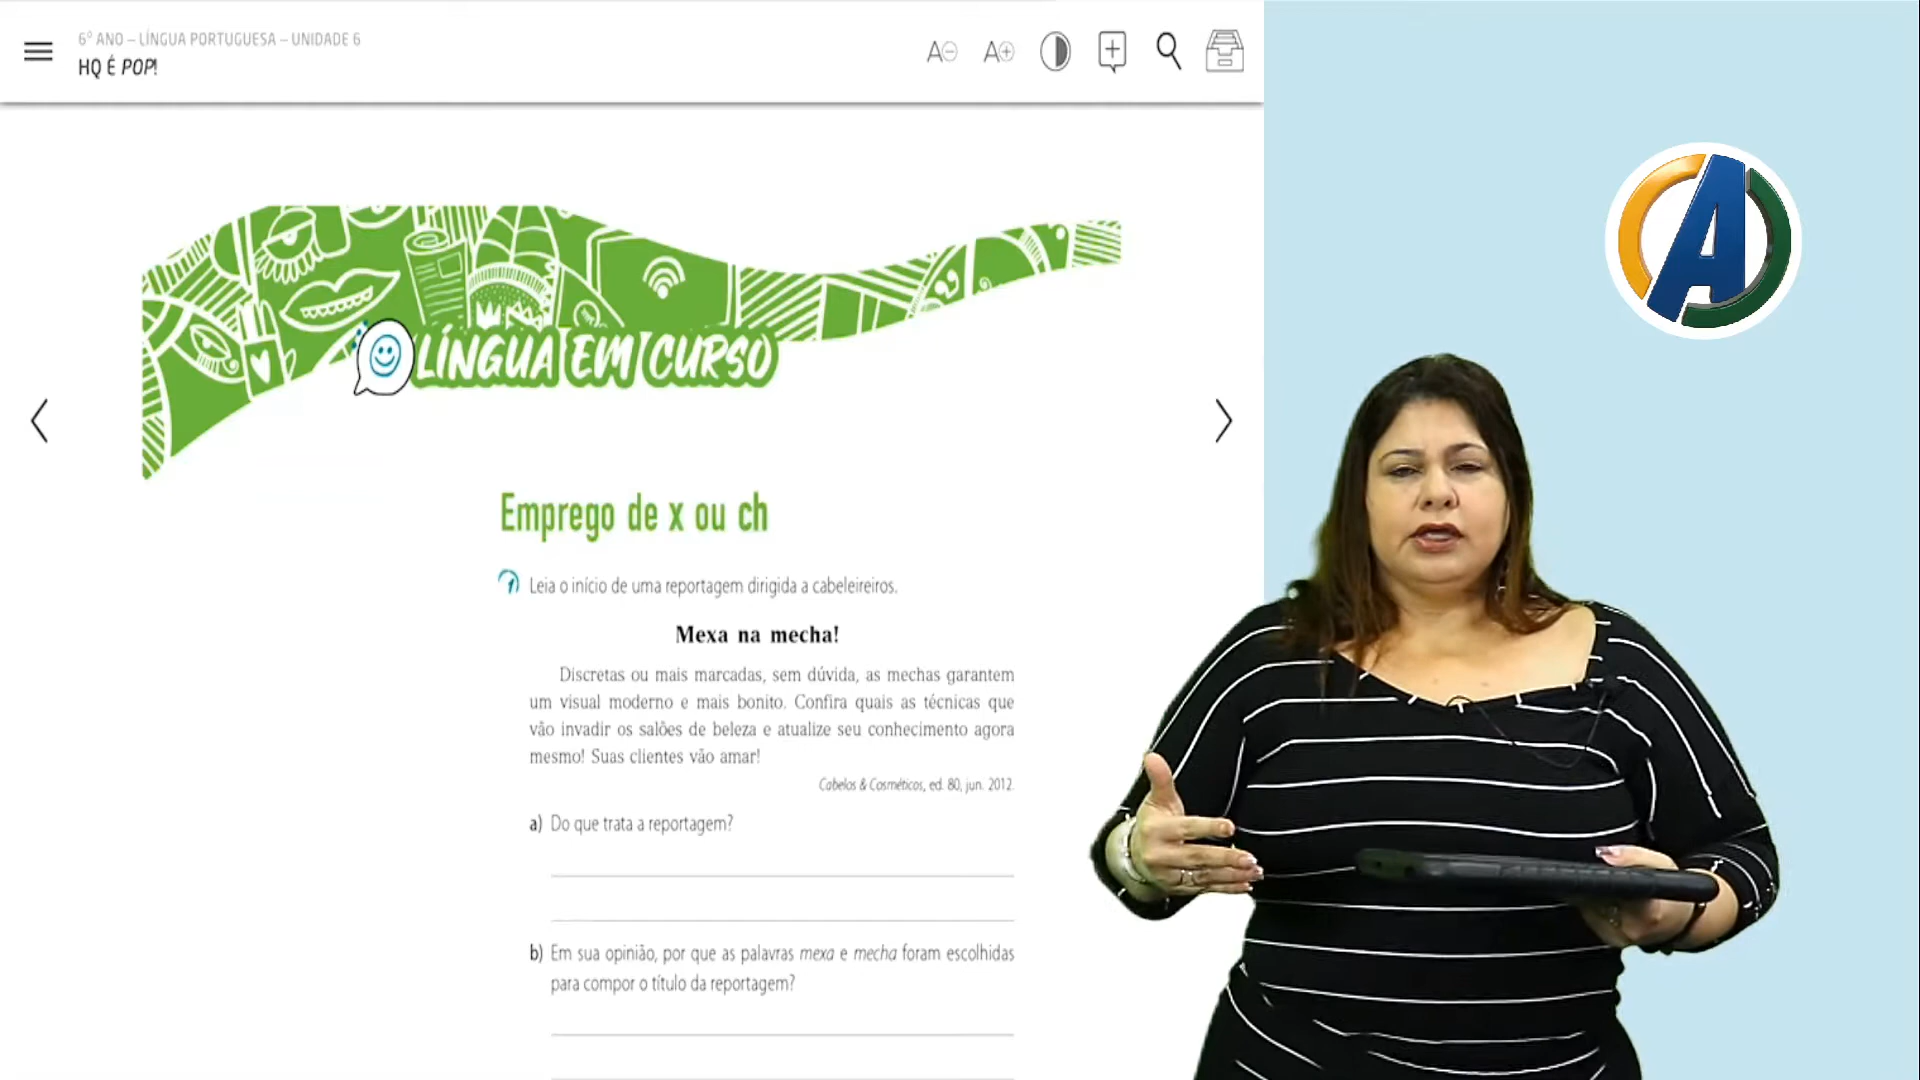 6º ANO – LÍNGUA PORTUGUESA – UNIDADE 6
HQ É POP!
A
A
A
LÍNGUA EM CURSO
Emprego de x ou ch
1 Leia o início de uma reportagem dirigida a cabeleireiros.
Mexa na mecha!
Discretas ou mais marcadas, sem dúvida, as mechas garantem
um visual moderno e mais bonito. Confira quais as técnicas que
vão invadir os salões de beleza e atualize seu conhecimento agora
mesmo! Suas clientes vão amar!
Cabelos & Cosméticos, ed. 80, jun. 2012.
a) Do que trata a reportagem?
b) Em sua opinião, por que as palavras mexa e mecha foram escolhidas
para compor o título da reportagem?